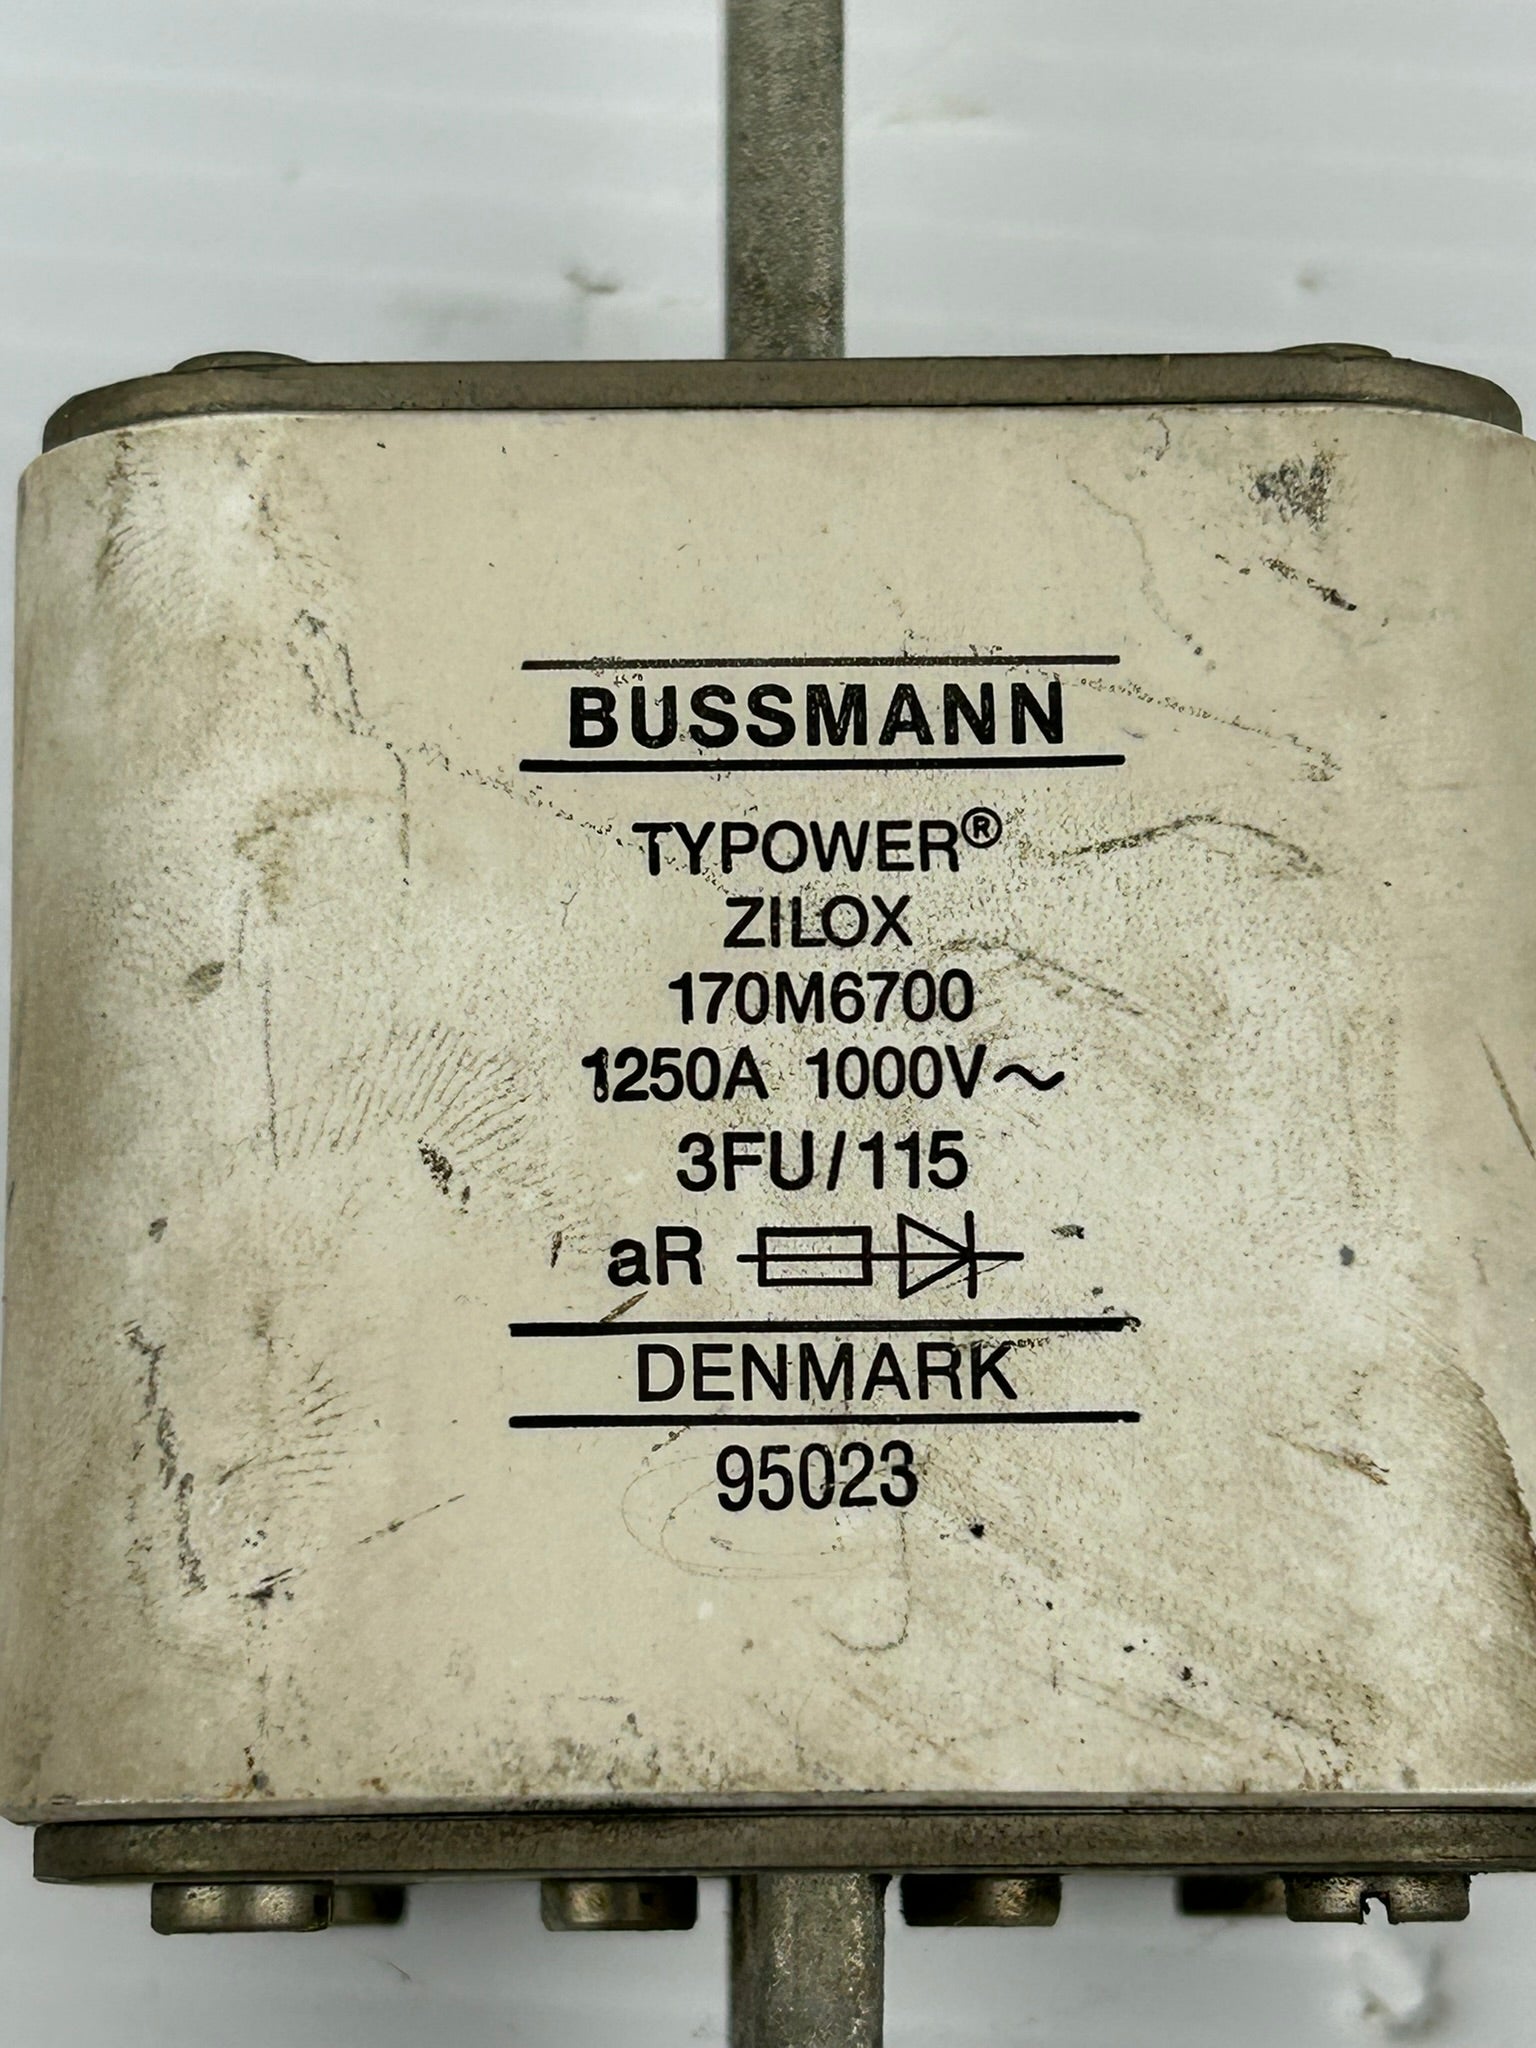 BUSSMANN
TYPOWER®
ZILOX
170M6700
1250A 1000V~
3FU/115
aR
DENMARK
95023